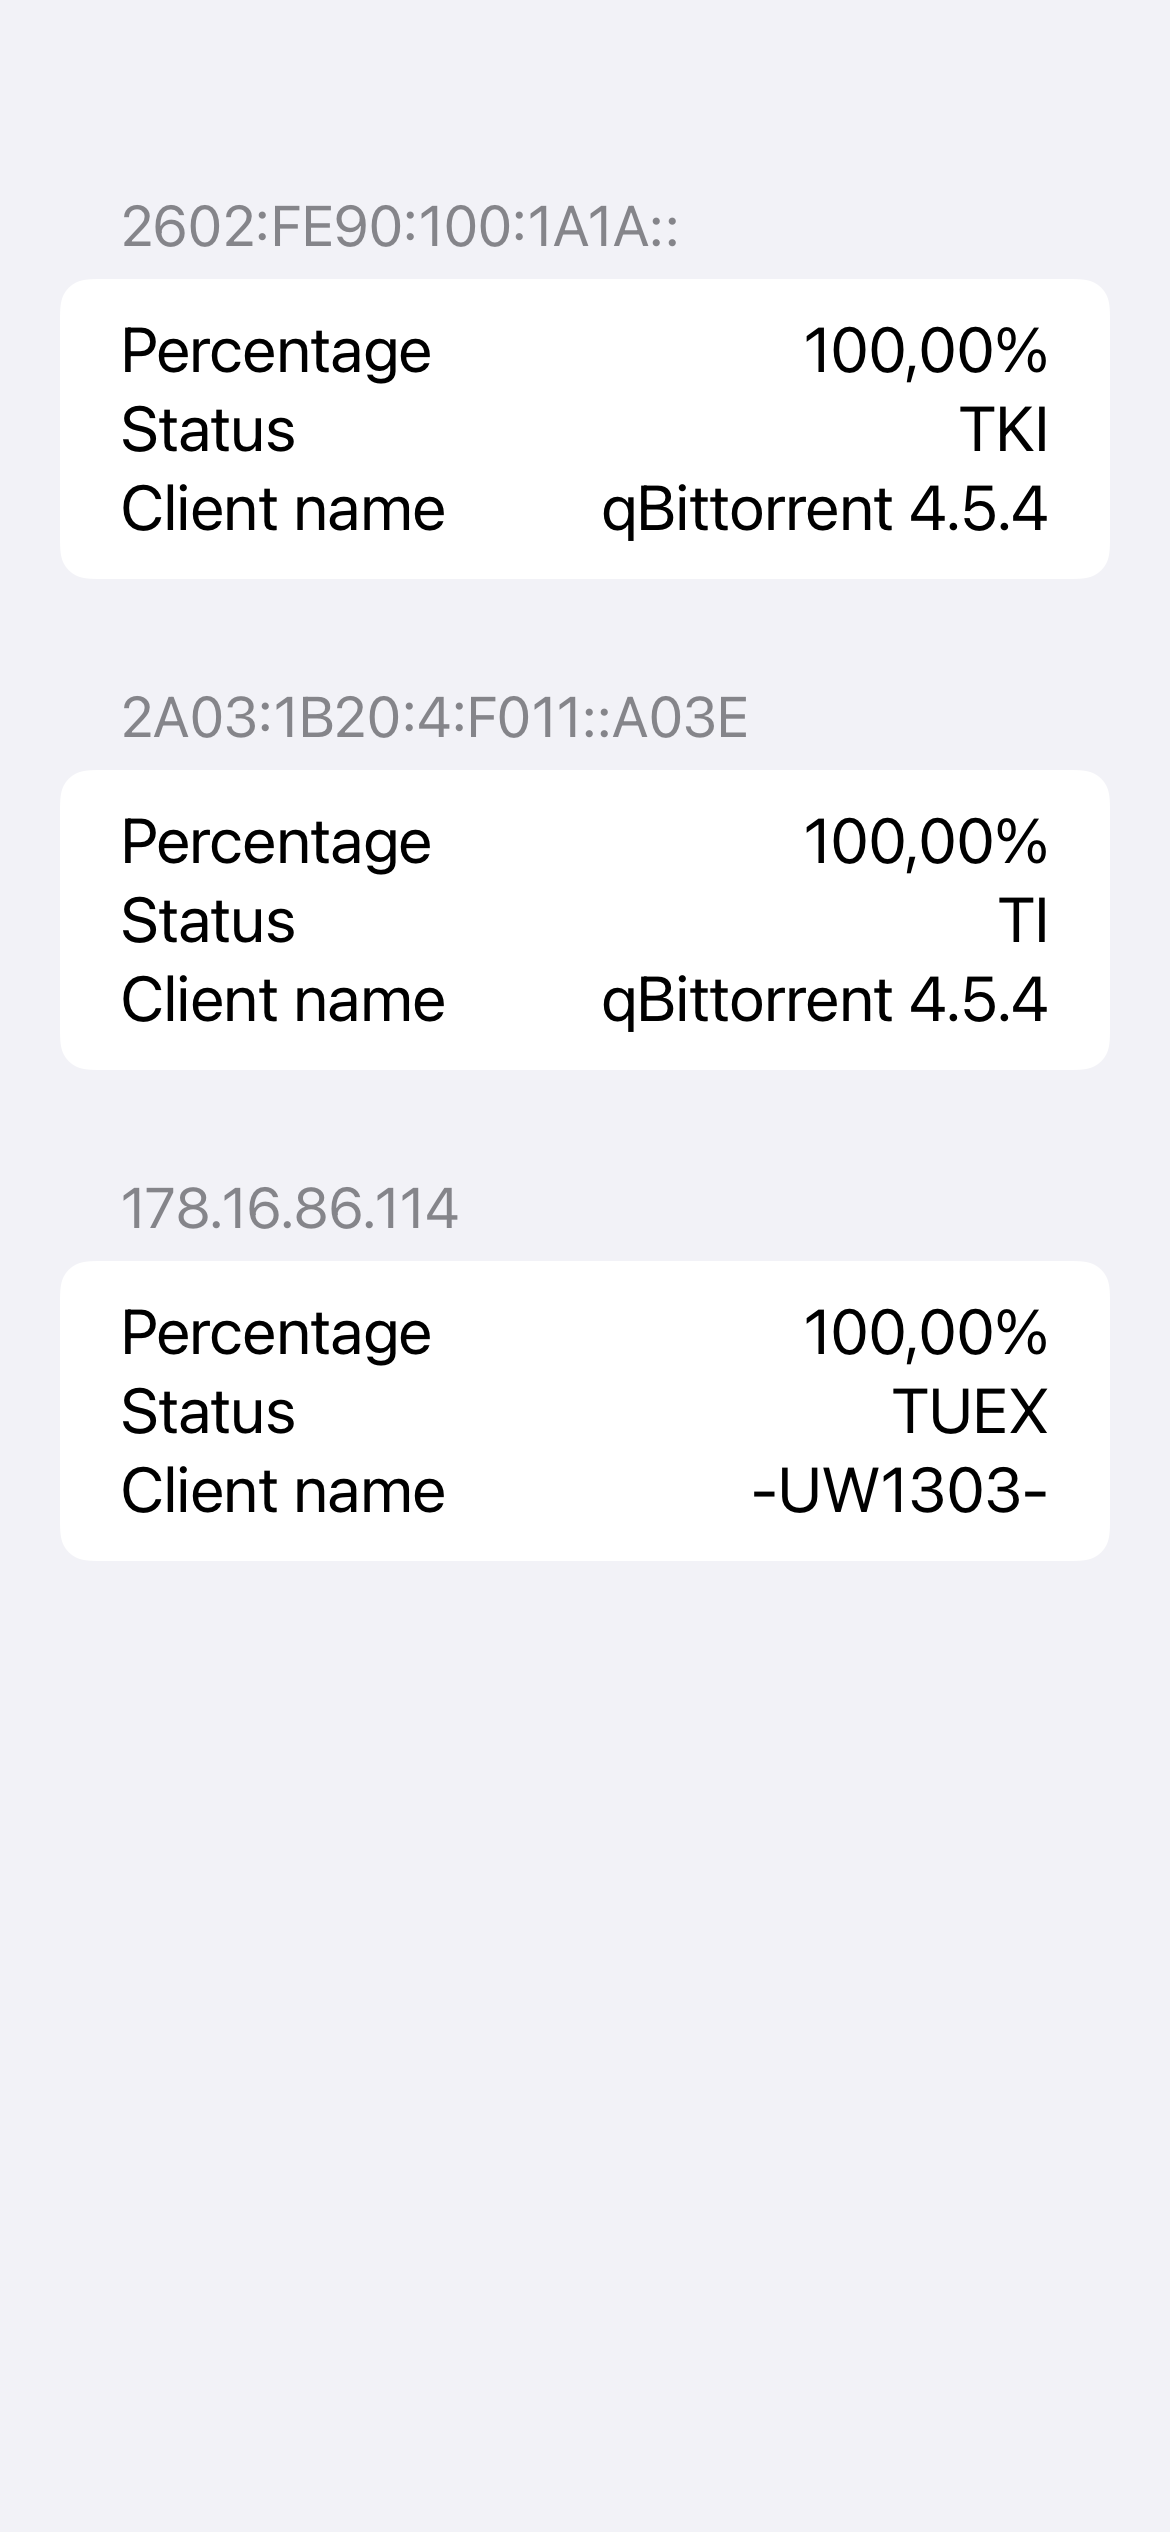 2602:FE90:100:1A1A::
Percentage 100,00%
Status TKI
Client name qBittorrent 4.5.4
2A03:1B20:4:F011::A03E
Percentage 100,00%
Status TI
Client name qBittorrent 4.5.4
178.16.86.114
Percentage 100,00%
Status TUEX
Client name -UW1303-